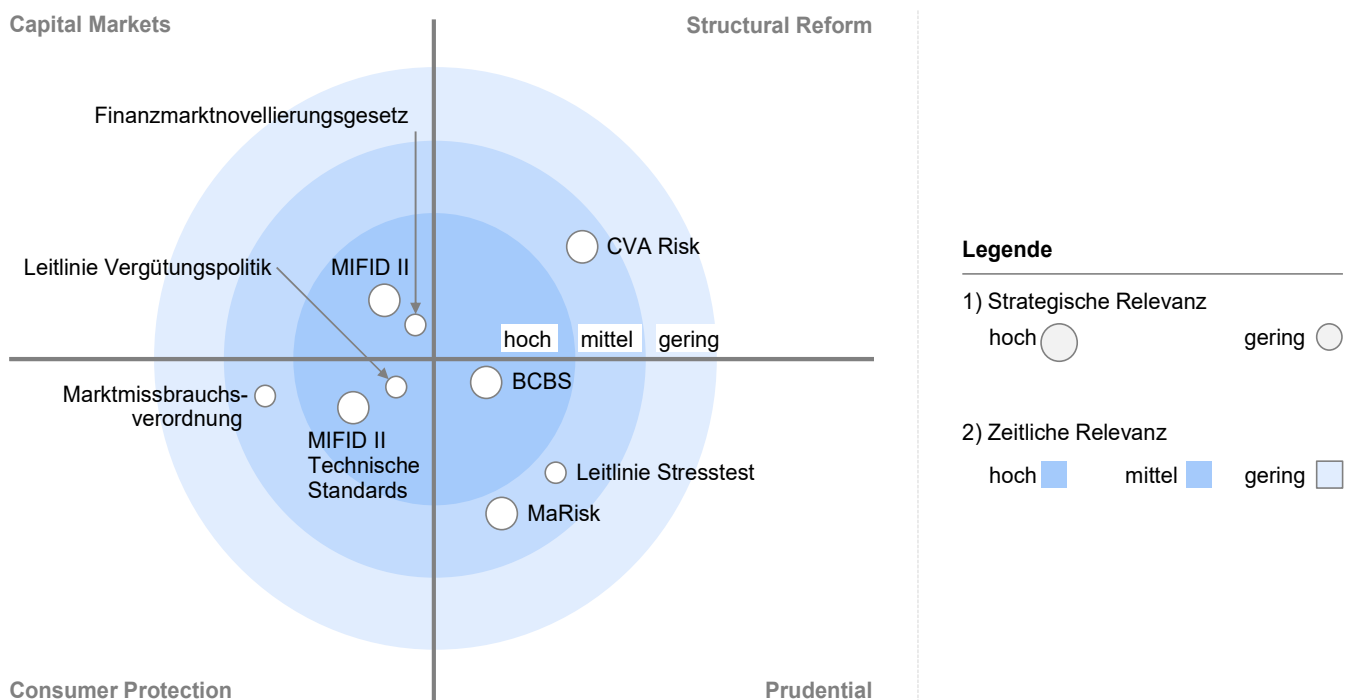 Capital Markets
Structural Reform
Finanzmarktnovellierungsgesetz
Leitlinie Vergütungspolitik
MIFID II
CVA Risk
hoch mittel gering
Marktmissbrauchs-
verordnung
MIFID II
Technische
Standards
BCBS
Leitlinie Stresstest
MaRisk
Consumer Protection
Prudential
Legende
1) Strategische Relevanz
hoch gering
2) Zeitliche Relevanz
hoch mittel gering